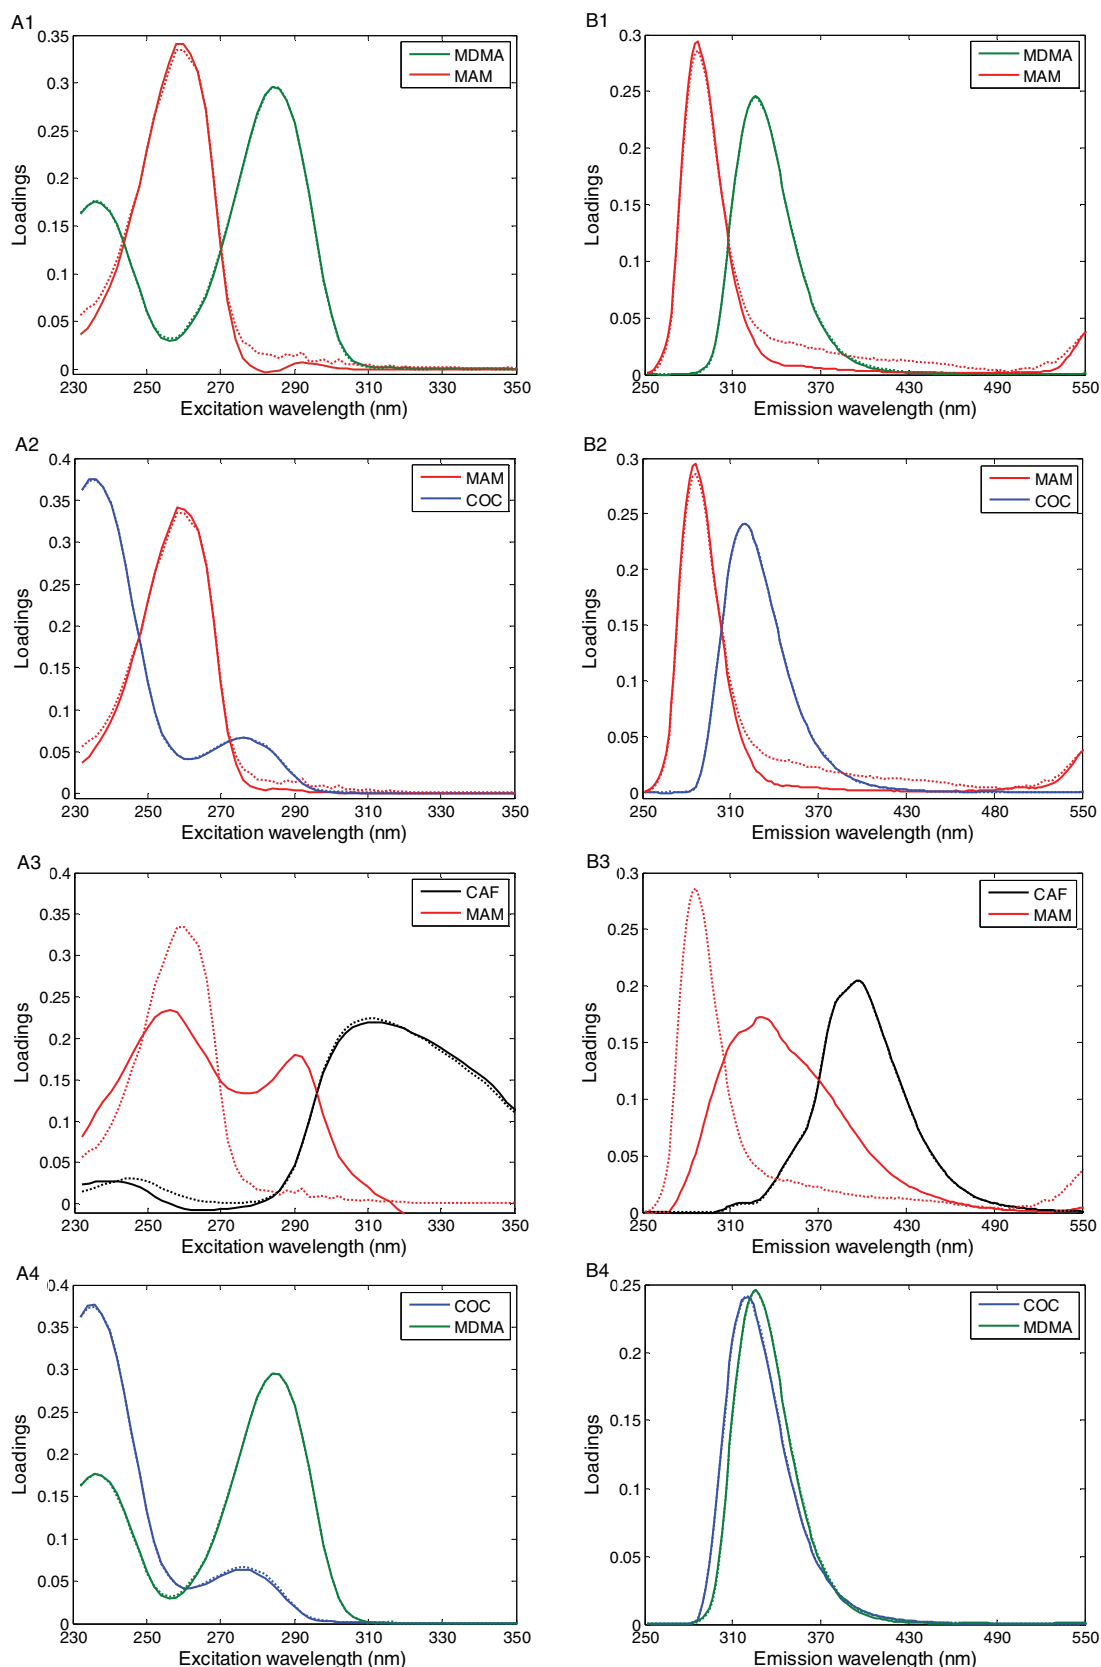 A1
0.35
0.3
0.25
0.2
0.15
0.1
0.05
0
Loadings
MDMA
MAM
230 250 270 290 310 330 350
Excitation wavelength (nm)
B1
0.3
0.25
0.2
0.15
0.1
0.05
0
Loadings
MDMA
MAM
250 310 370 430 490 550
Emission wavelength (nm)
A2
0.4
0.35
0.3
0.25
0.2
0.15
0.1
0.05
0
Loadings
MAM
COC
230 250 270 290 310 330 350
Excitation wavelength (nm)
B2
0.3
0.25
0.2
0.15
0.1
0.05
0
Loadings
MAM
COC
250 310 370 430 490 550
Emission wavelength (nm)
A3
0.4
0.35
0.3
0.25
0.2
0.15
0.1
0.05
0
Loadings
CAF
MAM
230 250 270 290 310 330 350
Excitation wavelength (nm)
B3
0.3
0.25
0.2
0.15
0.1
0.05
0
Loadings
CAF
MAM
250 310 370 430 490 550
Emission wavelength (nm)
A4
0.4
0.35
0.3
0.25
0.2
0.15
0.1
0.05
0
Loadings
COC
MDMA
230 250 270 290 310 330 350
Excitation wavelength (nm)
B4
0.25
0.2
0.15
0.1
0.05
0
Loadings
COC
MDMA
250 310 370 430 490 550
Emission wavelength (nm)